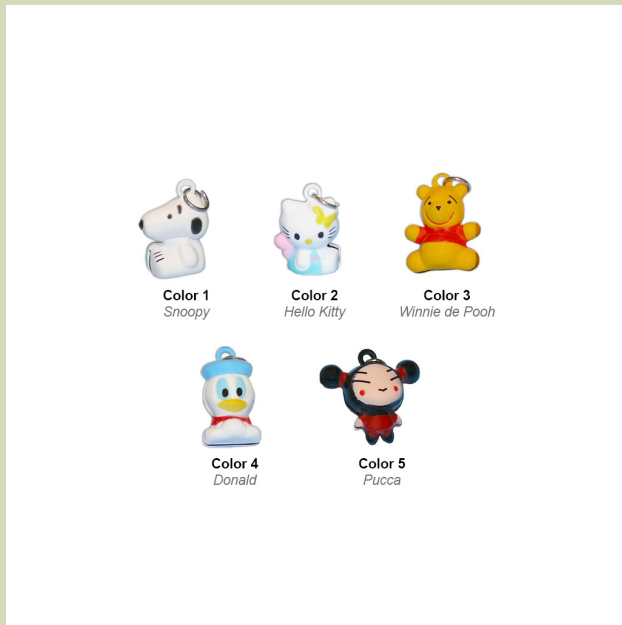 Color 1
Snoopy
Color 2
Hello Kitty
Color 3
Winnie de Pooh
Color 4
Donald
Color 5
Pucca